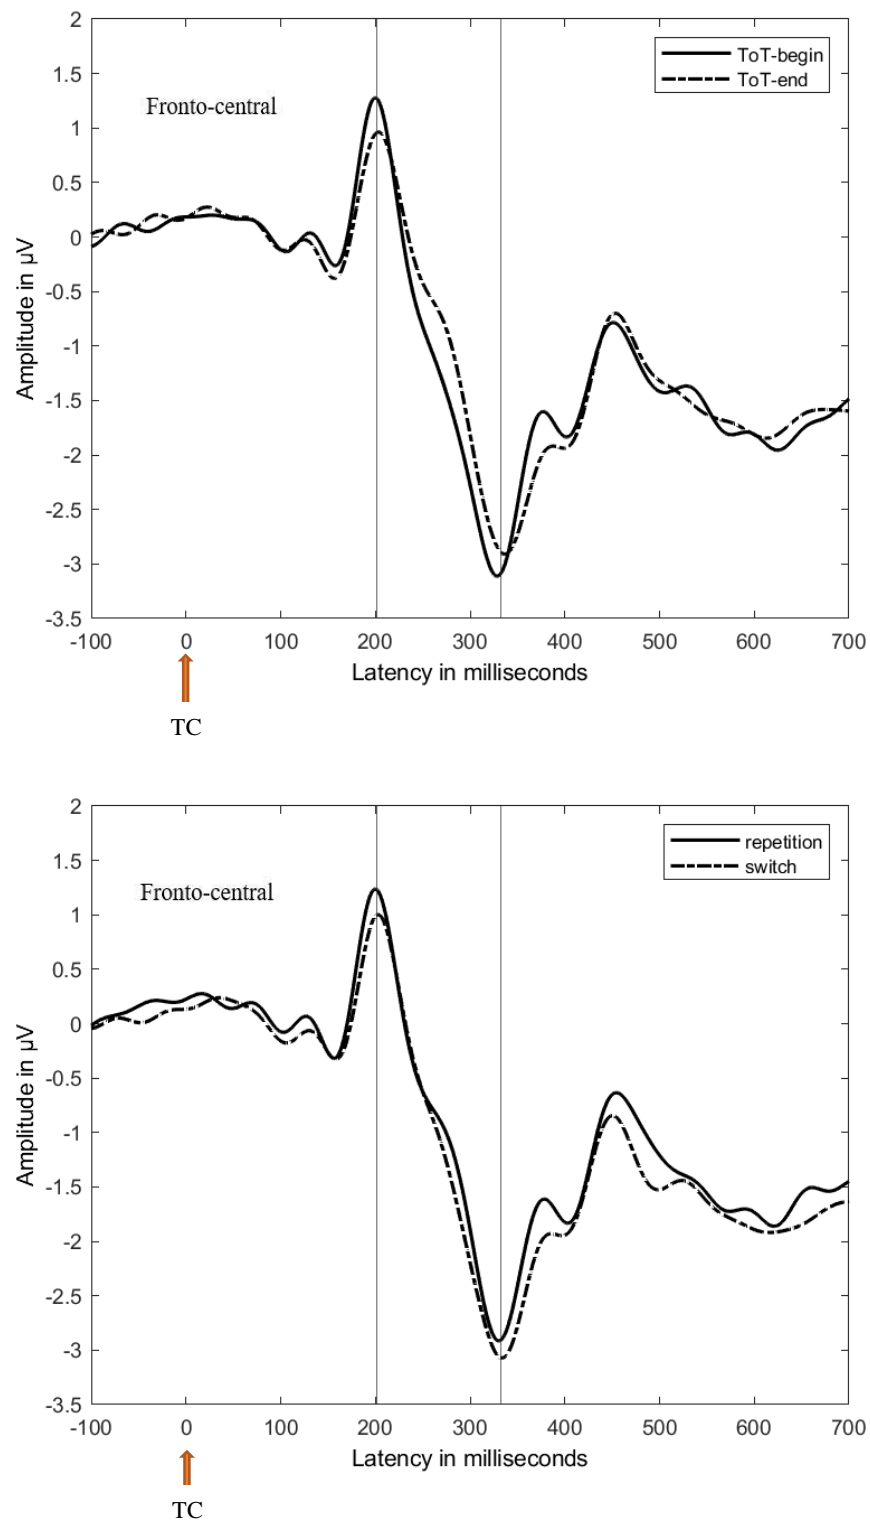 2
1.5
1
0.5
0
-0.5
-1
-1.5
-2
-2.5
-3
-3.5
Amplitude in µV
Fronto-central
ToT-begin
ToT-end
-100 0 100 200 300 400 500 600 700
Latency in milliseconds
TC
2
1.5
1
0.5
0
-0.5
-1
-1.5
-2
-2.5
-3
-3.5
Amplitude in µV
Fronto-central
repetition
switch
-100 0 100 200 300 400 500 600 700
Latency in milliseconds
TC